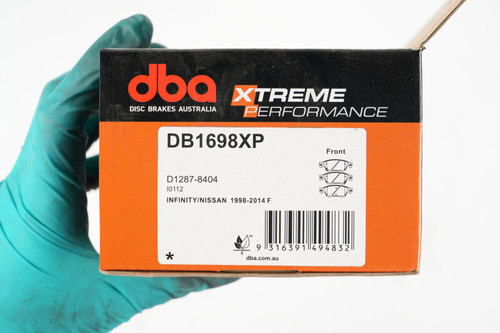 dba
DISC BRAKES AUSTRALIA
XTREME
PERFORMANCE
DB1698XP
Front
D1287-8404
I0112
INFINITY/NISSAN 1998-2014 F
9 316391 494832
dba.com.au
*